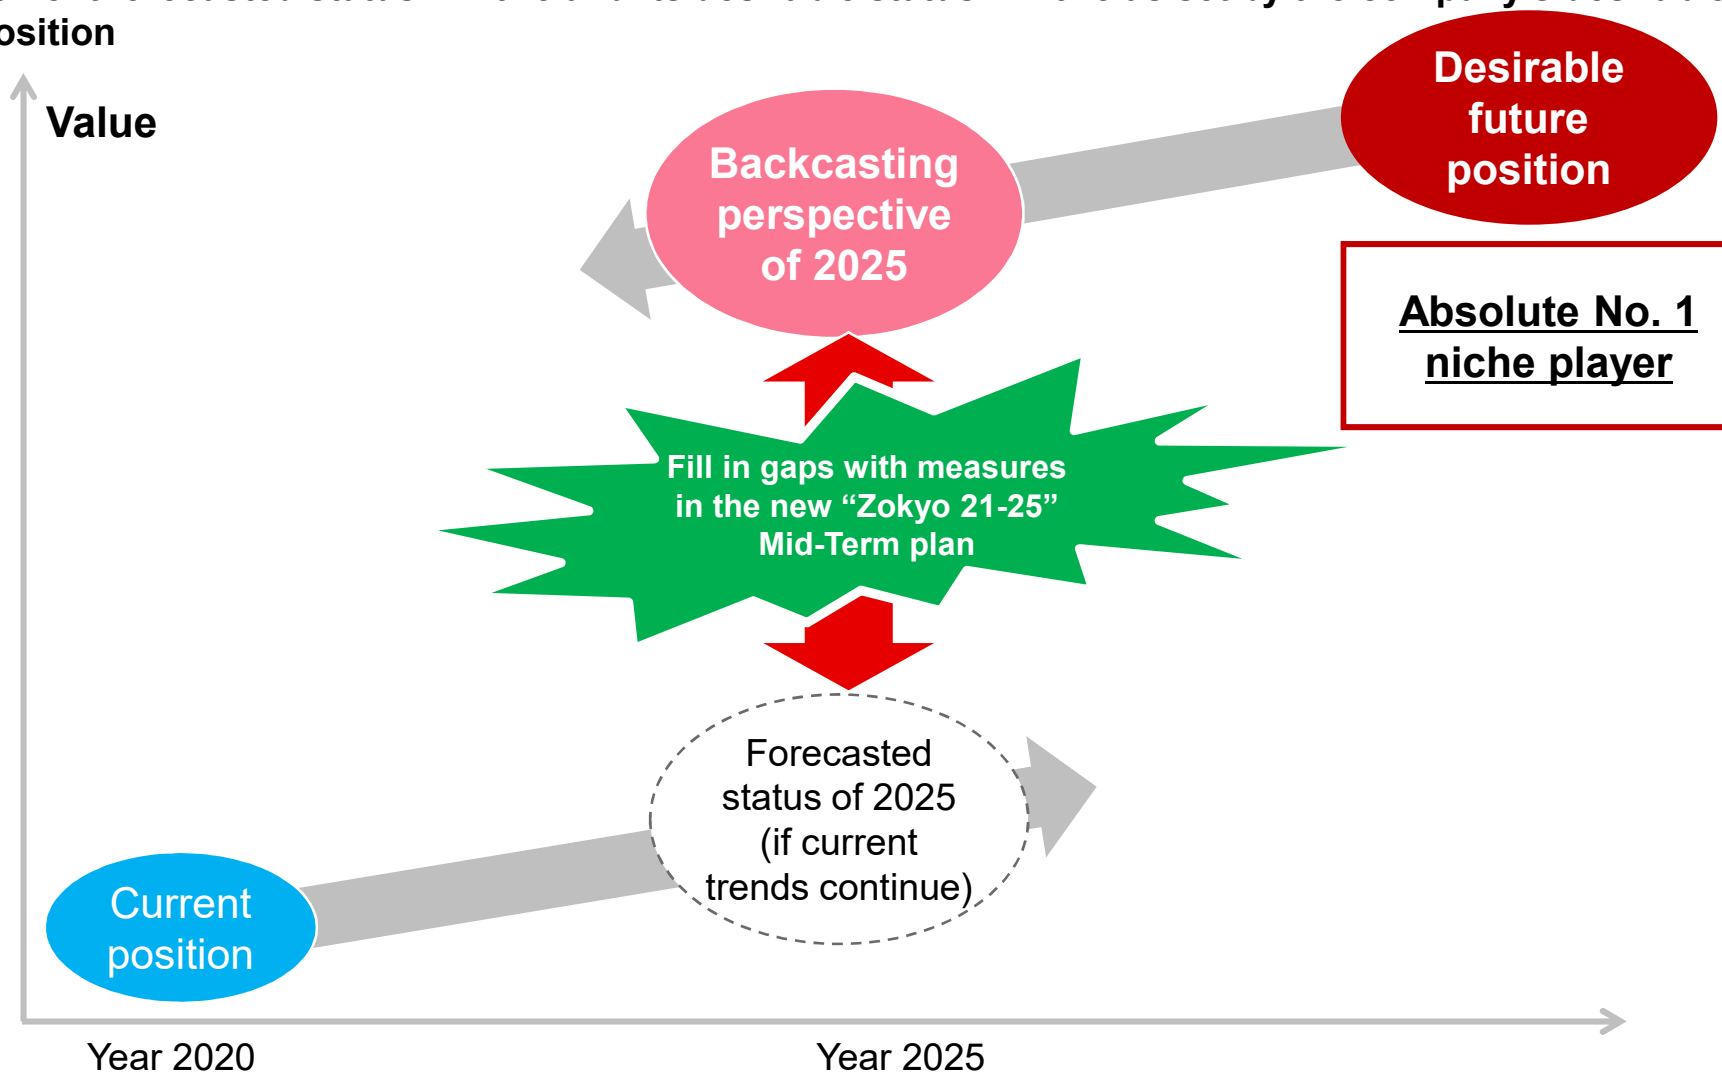 osition
Value
Desirable
future
position
Backcasting
perspective
of 2025
Absolute No. 1
niche player
Fill in gaps with measures
in the new “Zokyo 21-25”
Mid-Term plan
Forecasted
status of 2025
(if current
trends continue)
Current
position
Year 2020
Year 2025